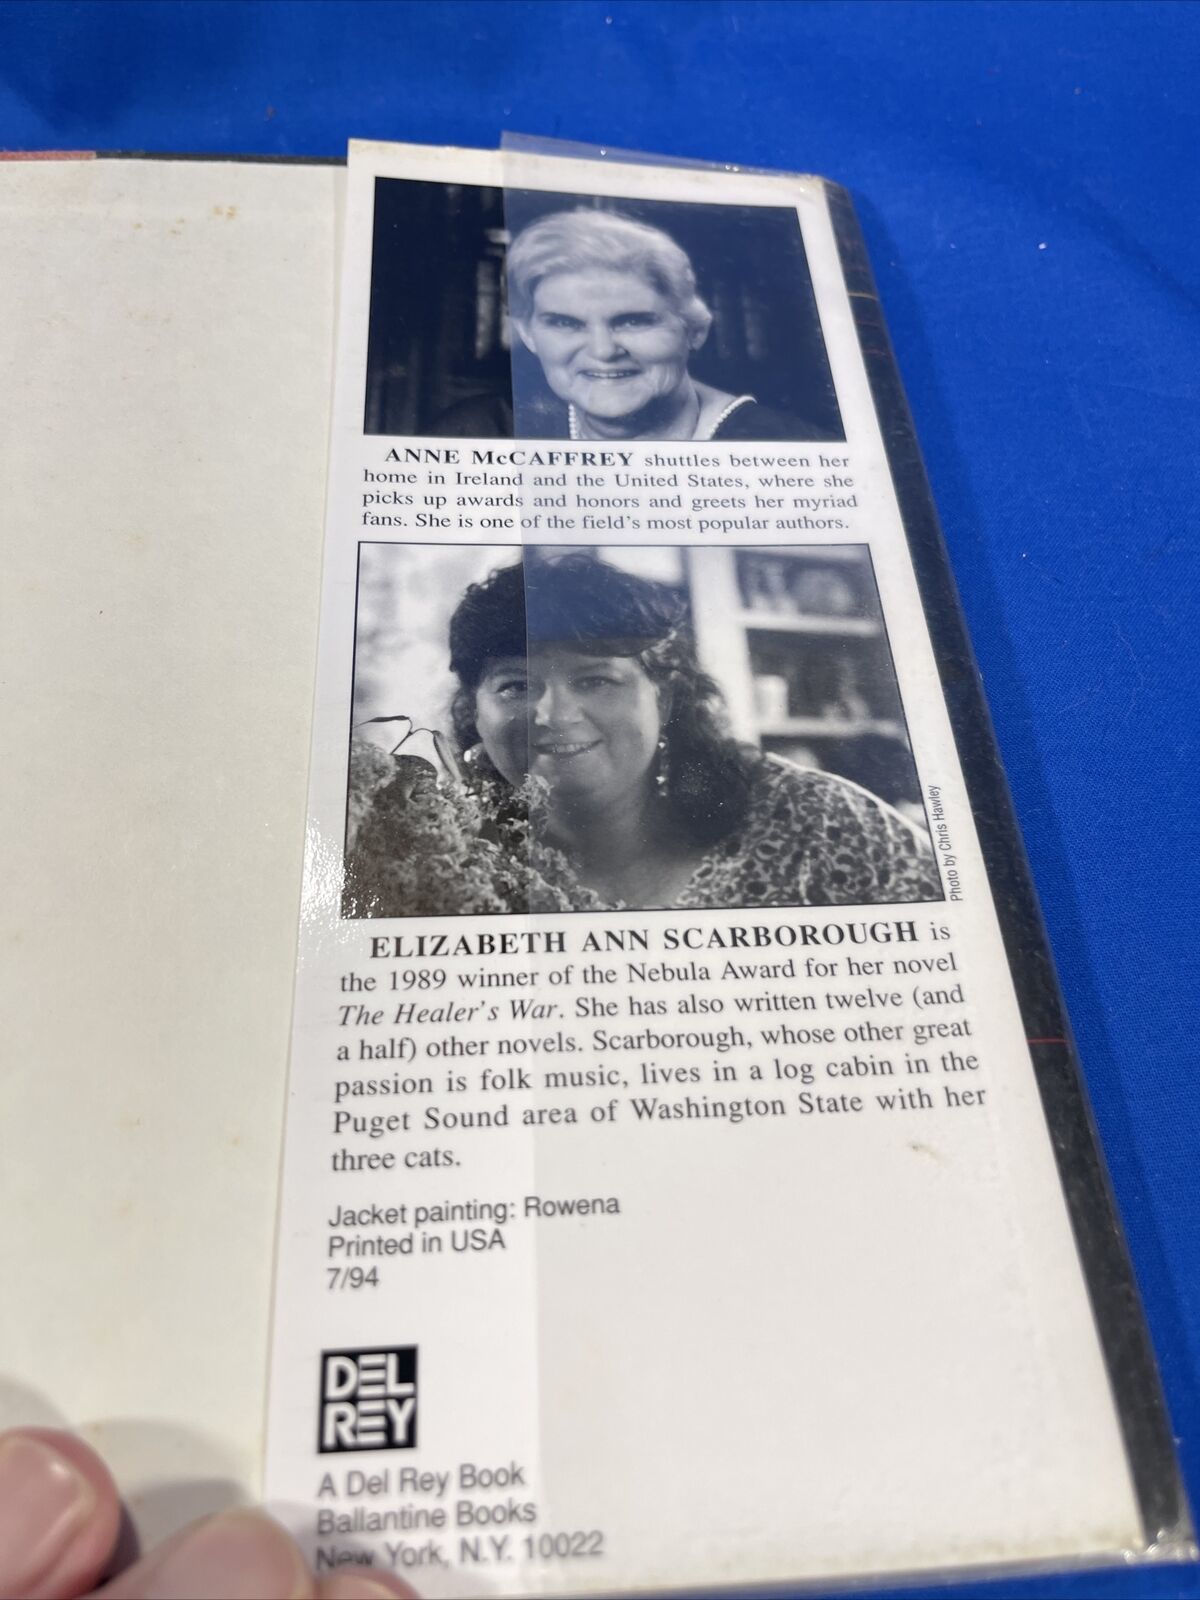 ANNE McCAFFREY shuttles between her
home in Ireland and the United States, where she
picks up awards and honors and greets her myriad
fans. She is one of the field's most popular authors.
Photo by Chris Hawley
ELIZABETH ANN SCARBOROUGH is
the 1989 winner of the Nebula Award for her novel
The Healer's War. She has also written twelve (and
a half) other novels. Scarborough, whose other great
passion is folk music, lives in a log cabin in the
Puget Sound area of Washington State with her
three cats.
Jacket painting: Rowena
Printed in USA
7/94
DEL
REY
A Del Rey Book
Ballantine Books
New York, N.Y. 10022